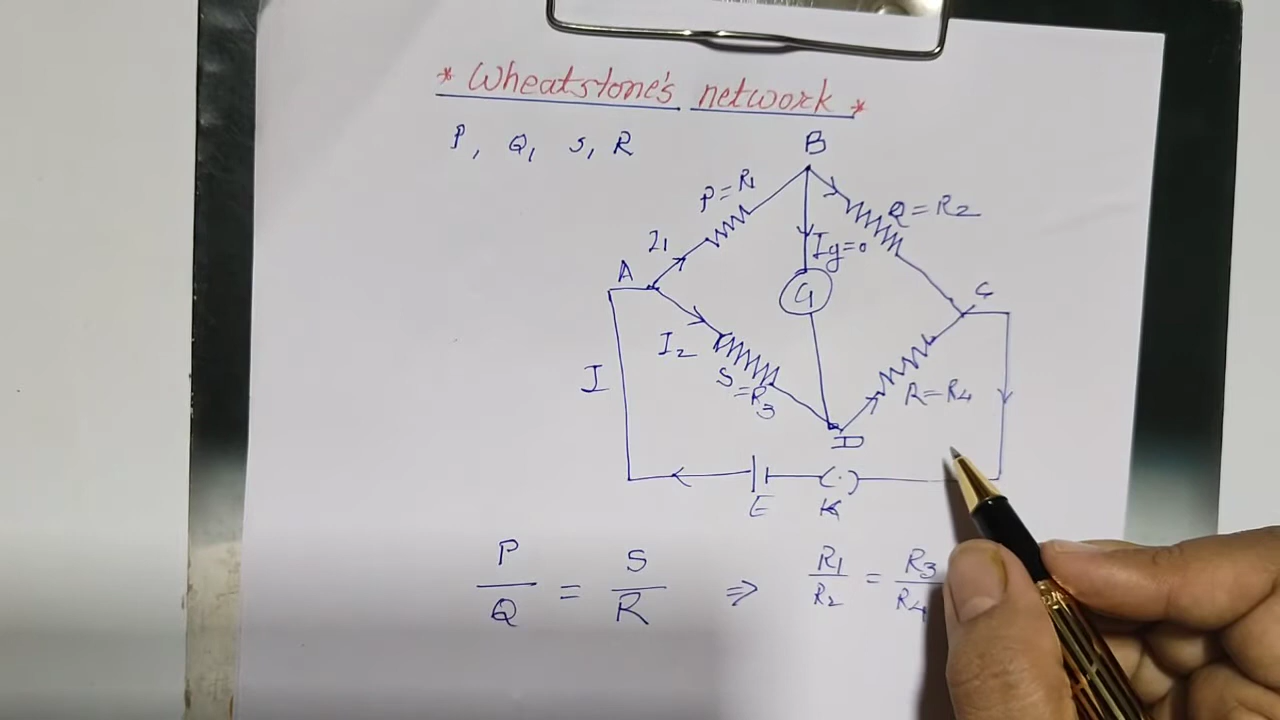 * Wheatstone's network *
P, Q, S, R
B
P = R1
Q = R2
I1
Ig=0
A
G
C
I2
S = R3
R = R4
I
D
E
K
P/Q = S/R ⇒ R1/R2 = R3/R4